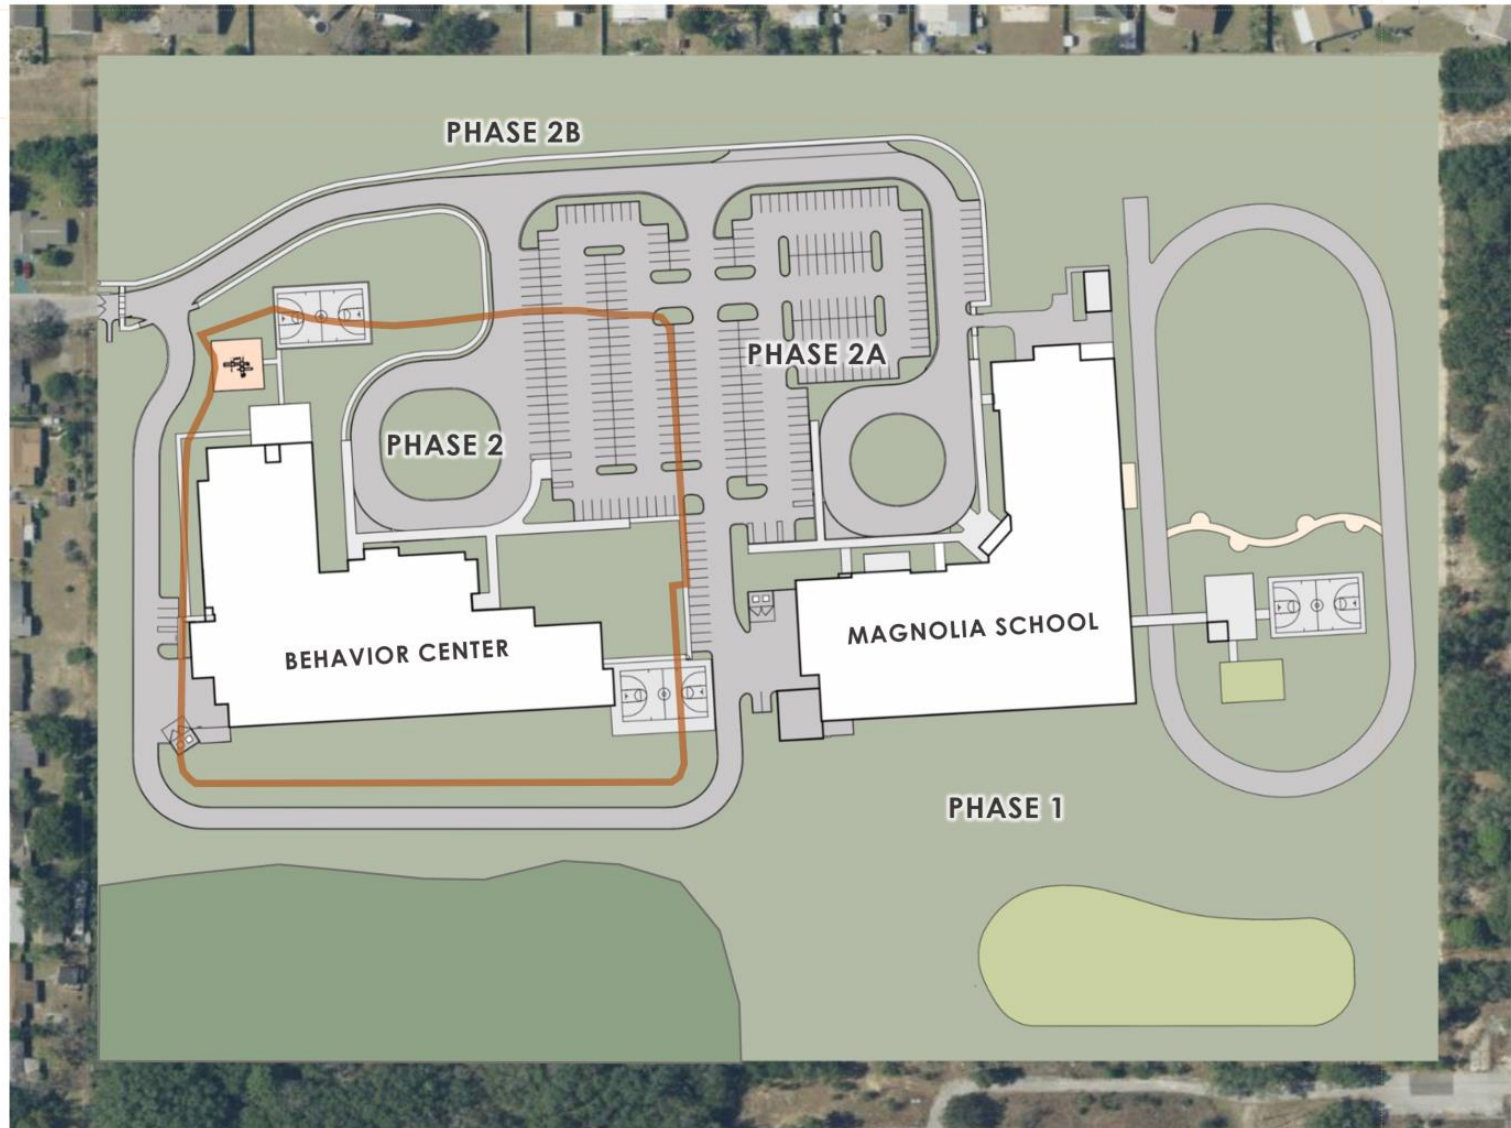 PHASE 2B
PHASE 2A
PHASE 2
MAGNOLIA SCHOOL
BEHAVIOR CENTER
PHASE 1